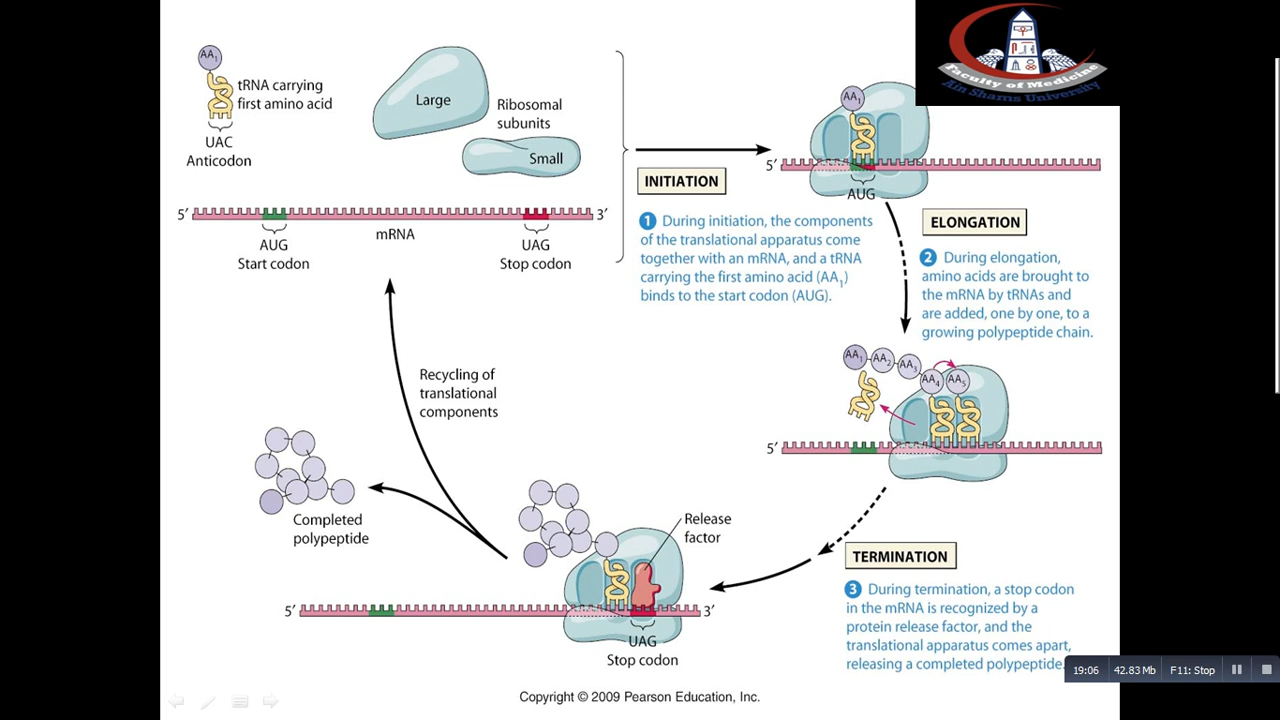 AA1
tRNA carrying
first amino acid
UAC
Anticodon
Large
Ribosomal
subunits
Small
5′
3′
AUG
Start codon
mRNA
UAG
Stop codon
INITIATION
1 During initiation, the components
of the translational apparatus come
together with an mRNA, and a tRNA
carrying the first amino acid (AA1)
binds to the start codon (AUG).
Faculty of Medicine
Ain Shams University
AA1
5′
AUG
ELONGATION
2 During elongation,
amino acids are brought to
the mRNA by tRNAs and
are added, one by one, to a
growing polypeptide chain.
AA1 AA2 AA3 AA4 AA5
5′
Recycling of
translational
components
Completed
polypeptide
Release
factor
5′
3′
UAG
Stop codon
TERMINATION
3 During termination, a stop codon
in the mRNA is recognized by a
protein release factor, and the
translational apparatus comes apart,
releasing a completed polypeptide.
19:06 42.83 Mb F11: Stop
Copyright © 2009 Pearson Education, Inc.